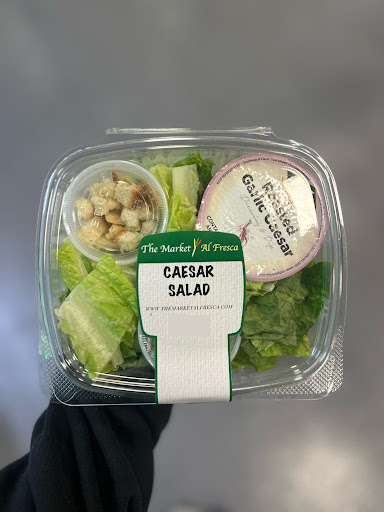 Roasted
Garlic Caesar
The Market Al Fresca
CAESAR
SALAD
WWW.THEMARKETALFRESCA.COM